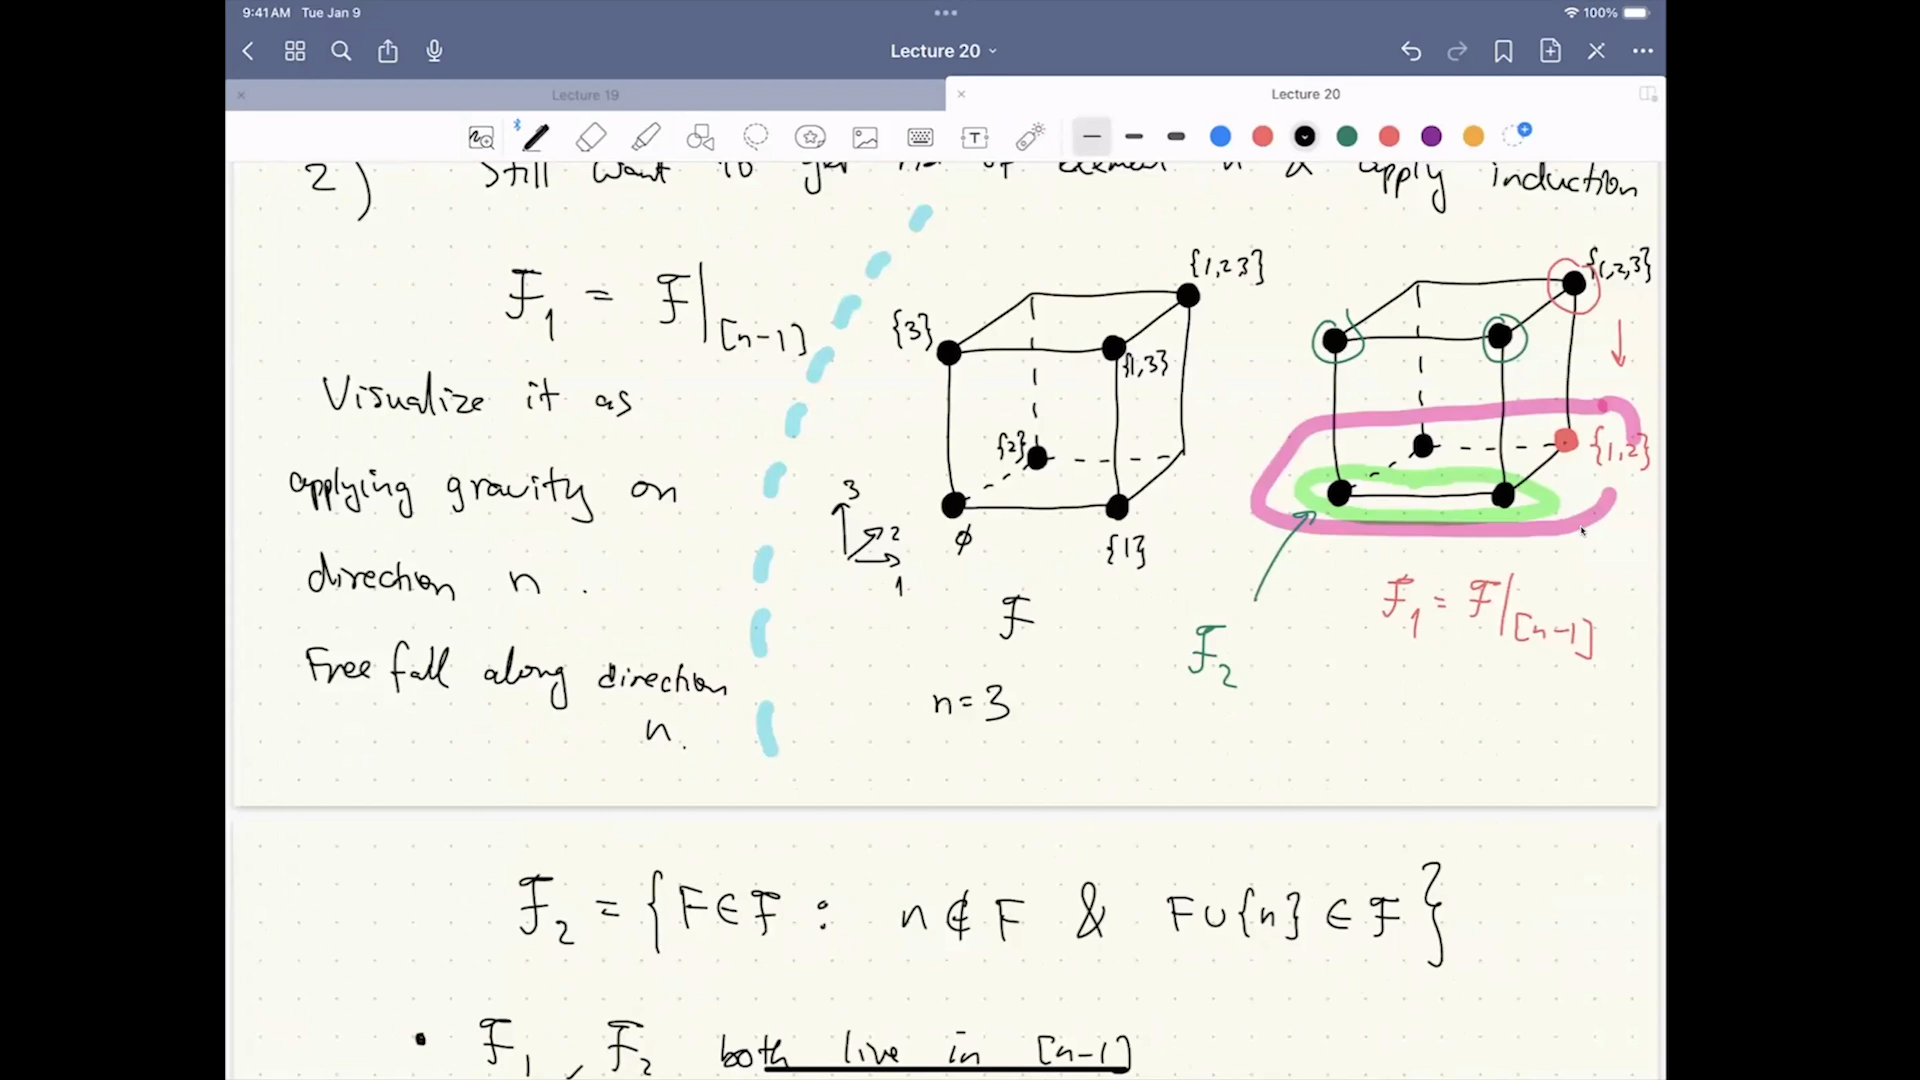 9:41 AM Tue Jan 9
100%
Lecture 20
Lecture 19
Lecture 20
2) Still want to get rid of element n & apply induction
F₁ = F|[n-1]
Visualize it as
applying gravity on
direction n.
Free fall along direction
n.
{1,2,3}
{3}
{1,3}
{2}
3
2
1
φ
{1}
F
n=3
{1,2,3}
{1,2}
F₂
F₁ = F|[n-1]
F₂ = {F∈F : n∉F & F∪{n} ∈ F}
• F₁, F₂ both live in [n-1]